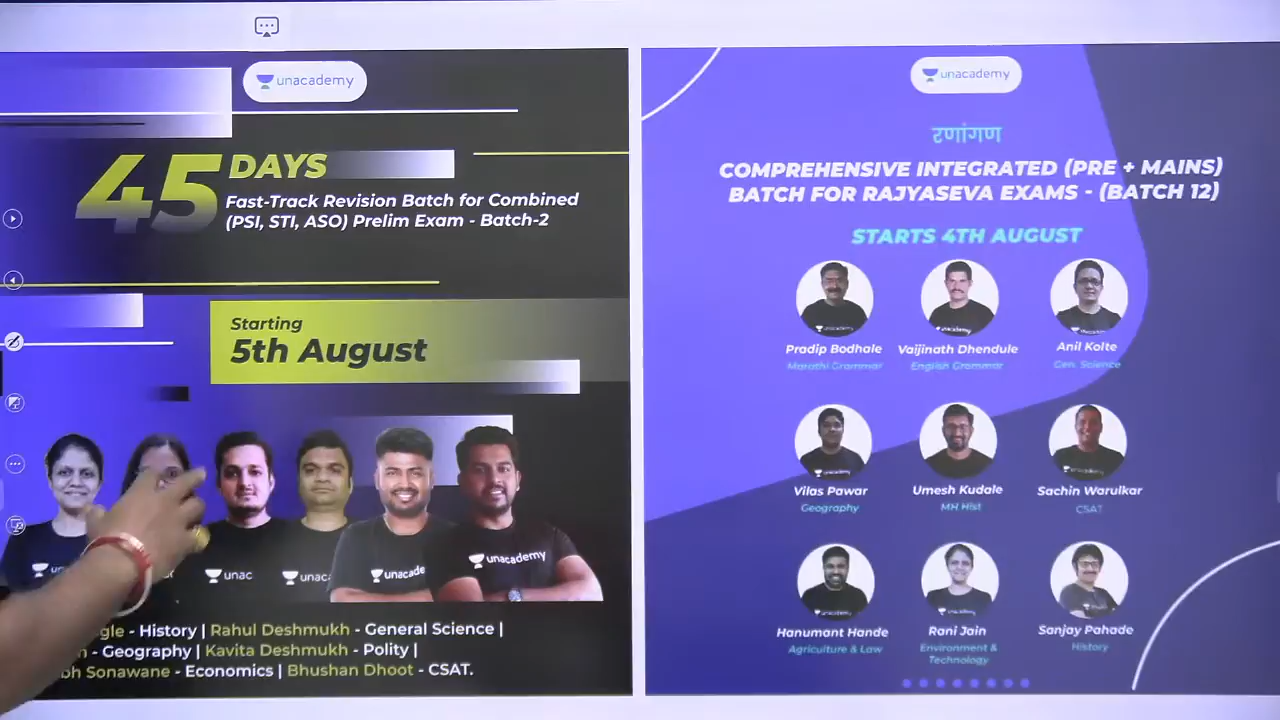 unacademy
45 DAYS
Fast-Track Revision Batch for Combined
(PSI, STI, ASO) Prelim Exam - Batch-2
Starting
5th August
unac
unaca
unacade
unacademy
- History | Rahul Deshmukh - General Science |
- Geography | Kavita Deshmukh - Polity |
Sonawane - Economics | Bhushan Dhoot - CSAT.
unacademy
रणांगण
COMPREHENSIVE INTEGRATED (PRE + MAINS)
BATCH FOR RAJYASEVA EXAMS - (BATCH 12)
STARTS 4TH AUGUST
Pradip Bodhale Vaijinath Dhendule Anil Kolte
Marathi Grammar English Grammar Gen. Science
Vilas Pawar Umesh Kudale Sachin Warulkar
Geography MH Hist CSAT
Hanumant Hande Rani Jain Sanjay Pahade
Agriculture & Law Environment & History
Technology